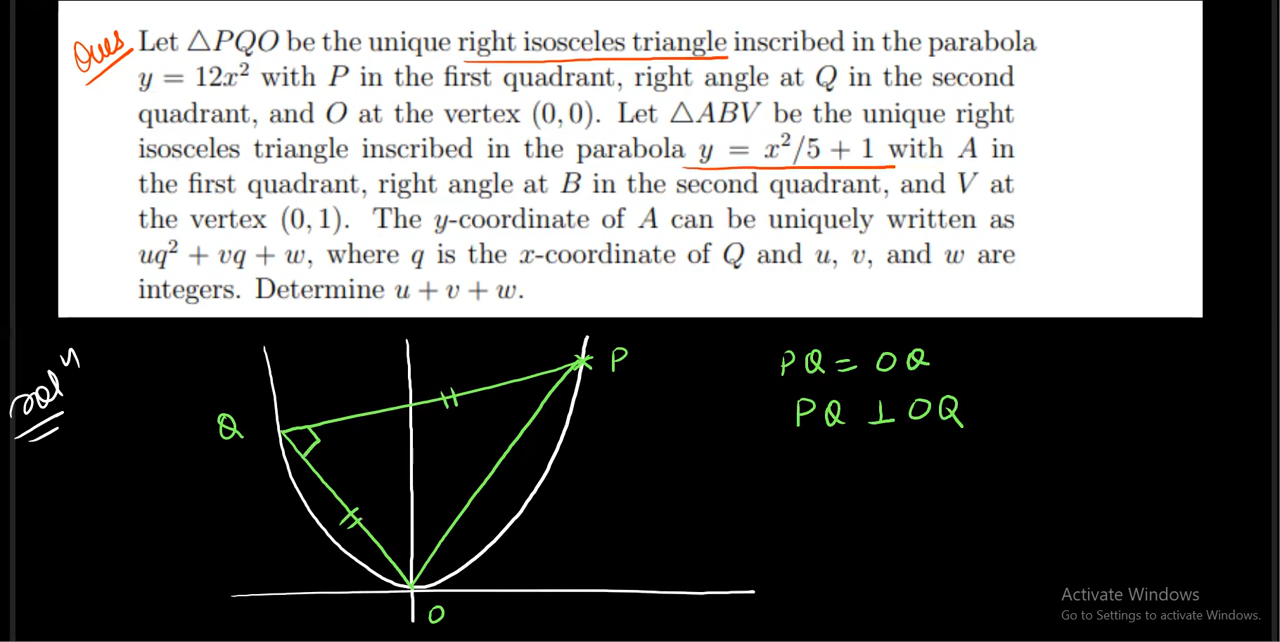 Ques
Let △PQO be the unique right isosceles triangle inscribed in the parabola
y = 12x² with P in the first quadrant, right angle at Q in the second
quadrant, and O at the vertex (0, 0). Let △ABV be the unique right
isosceles triangle inscribed in the parabola y = x²/5 + 1 with A in
the first quadrant, right angle at B in the second quadrant, and V at
the vertex (0, 1). The y-coordinate of A can be uniquely written as
uq² + vq + w, where q is the x-coordinate of Q and u, v, and w are
integers. Determine u + v + w.
Solⁿ
P
Q
O
PQ = OQ
PQ ⊥ OQ
Activate Windows
Go to Settings to activate Windows.